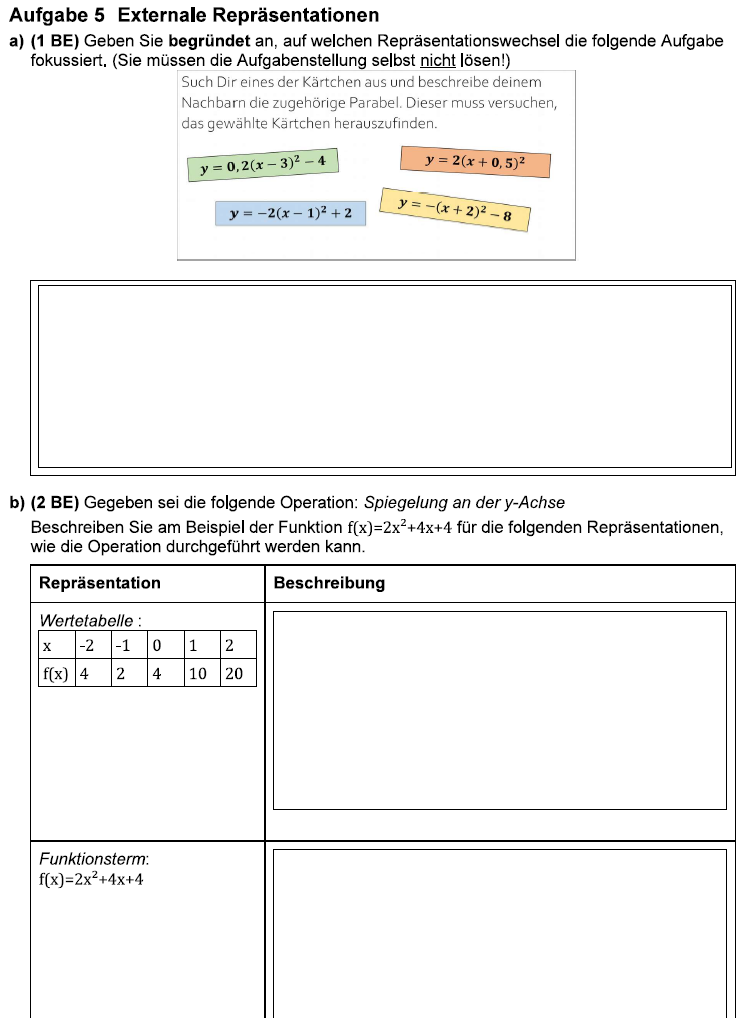 Aufgabe 5 Externale Repräsentationen
a) (1 BE) Geben Sie begründet an, auf welchen Repräsentationswechsel die folgende Aufgabe
fokussiert. (Sie müssen die Aufgabenstellung selbst nicht lösen!)
Such Dir eines der Kärtchen aus und beschreibe deinem
Nachbarn die zugehörige Parabel. Dieser muss versuchen,
das gewählte Kärtchen herauszufinden.
y = 0,2(x − 3)² − 4
y = 2(x + 0,5)²
y = −2(x − 1)² + 2
y = −(x + 2)² − 8
b) (2 BE) Gegeben sei die folgende Operation: Spiegelung an der y-Achse
Beschreiben Sie am Beispiel der Funktion f(x)=2x²+4x+4 für die folgenden Repräsentationen,
wie die Operation durchgeführt werden kann.
Repräsentation Beschreibung
Wertetabelle :
x -2 -1 0 1 2
f(x) 4 2 4 10 20
Funktionsterm:
f(x)=2x²+4x+4